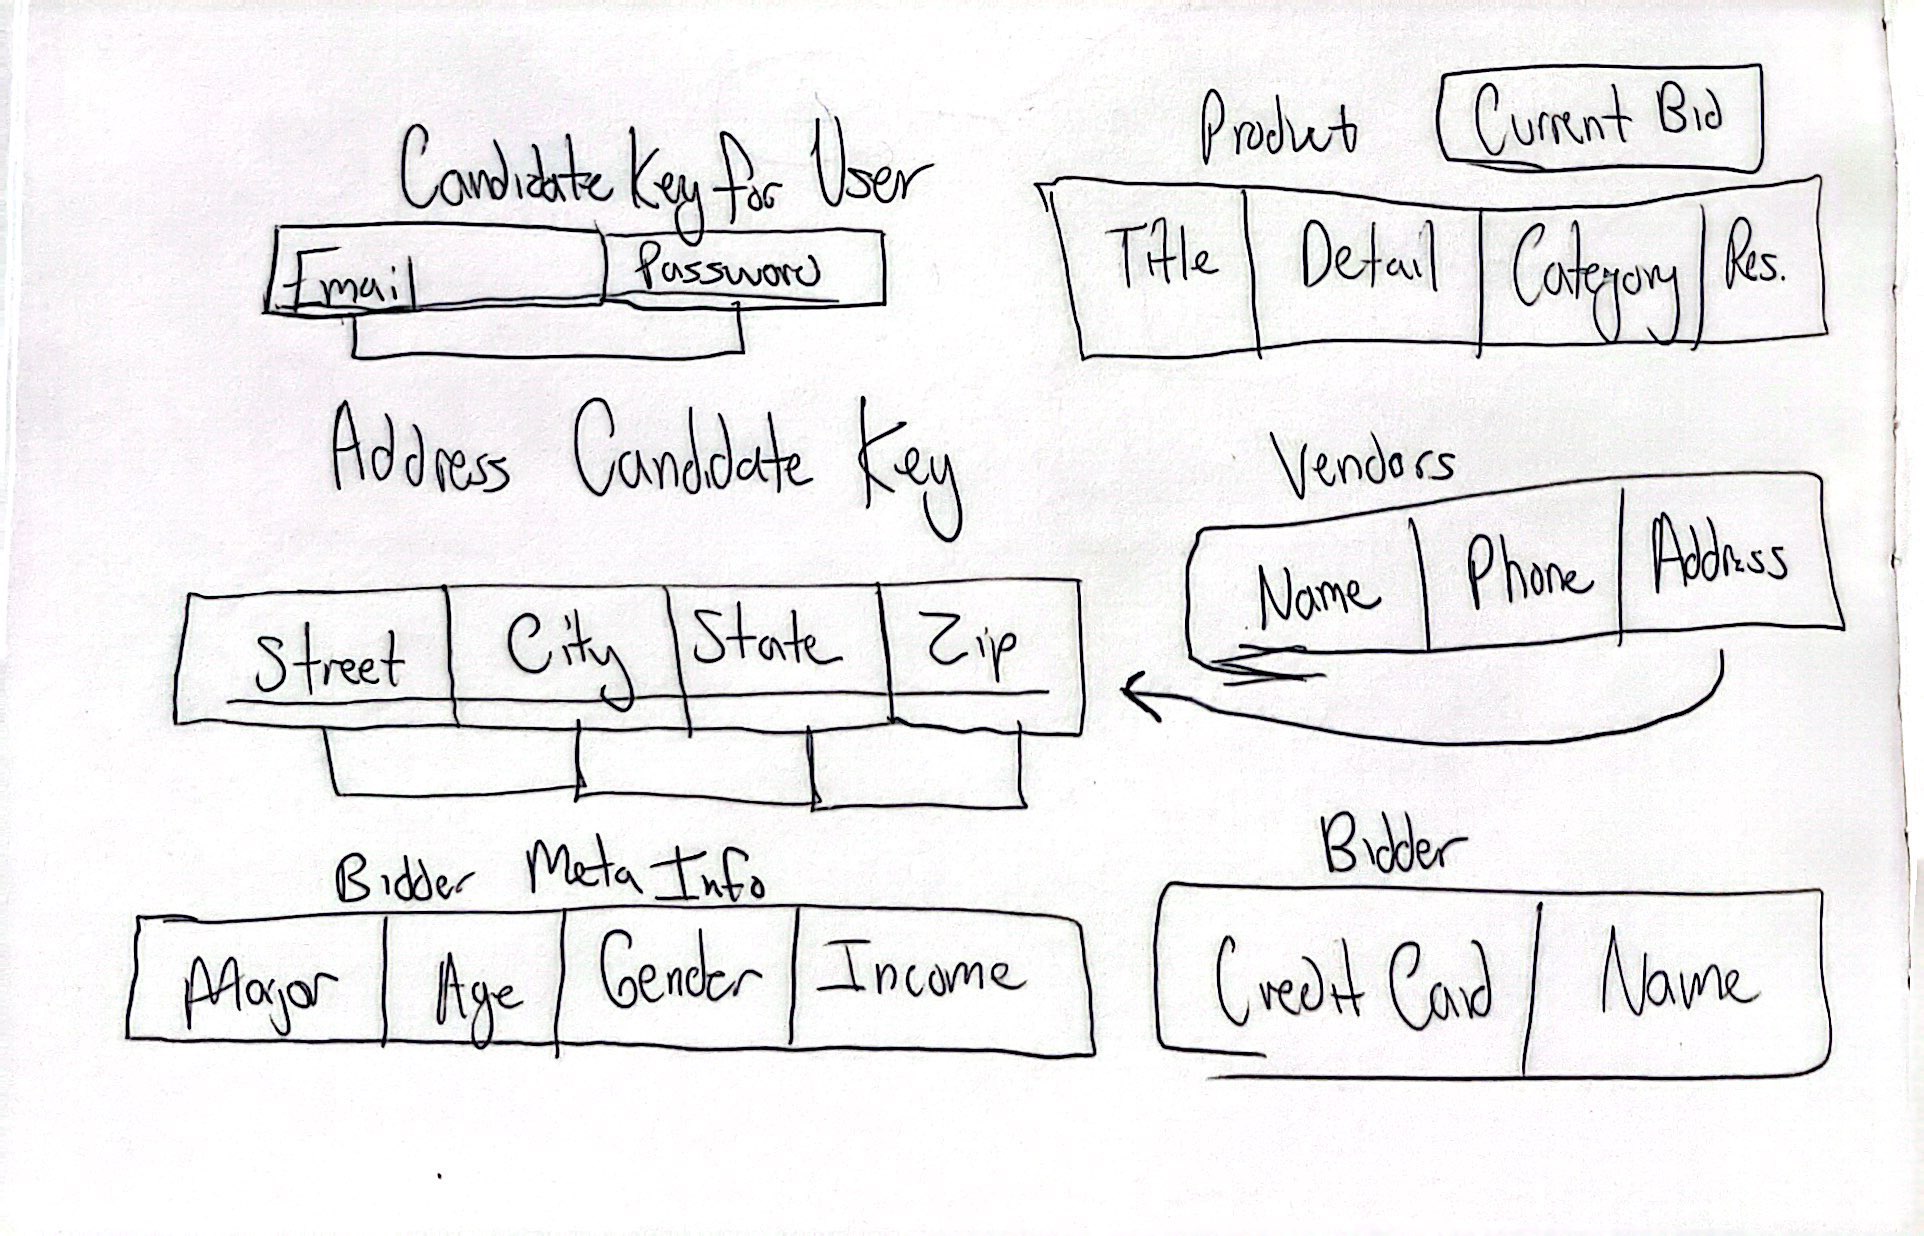 Candidate Key for User
Email Password
Address Candidate Key
Street City State Zip
Bidder Meta Info
Major Age Gender Income
Product Current Bid
Title Detail Category Res.
Vendors
Name Phone Address
Bidder
Credit Card Name